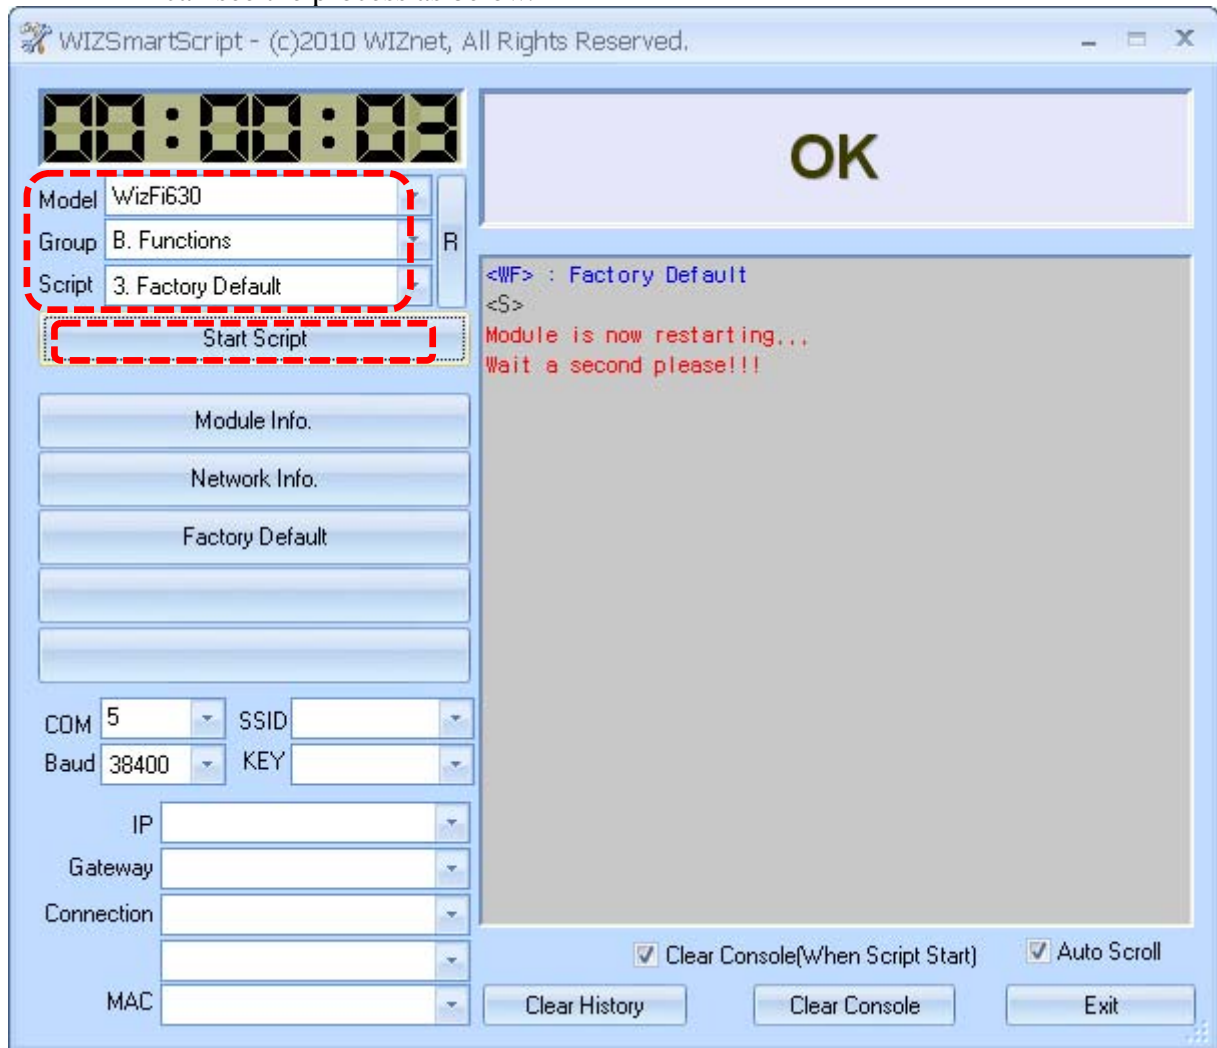 WIZSmartScript - (c)2010 WIZnet, All Rights Reserved.
00:00:03
OK
Model WizFi630
Group B. Functions
R
Script 3. Factory Default
Start Script
<WF> : Factory Default
<S>
Module is now restarting...
Wait a second please!!!
Module Info.
Network Info.
Factory Default
COM 5 SSID
Baud 38400 KEY
IP
Gateway
Connection
MAC
Clear Console(When Script Start) Auto Scroll
Clear History Clear Console Exit